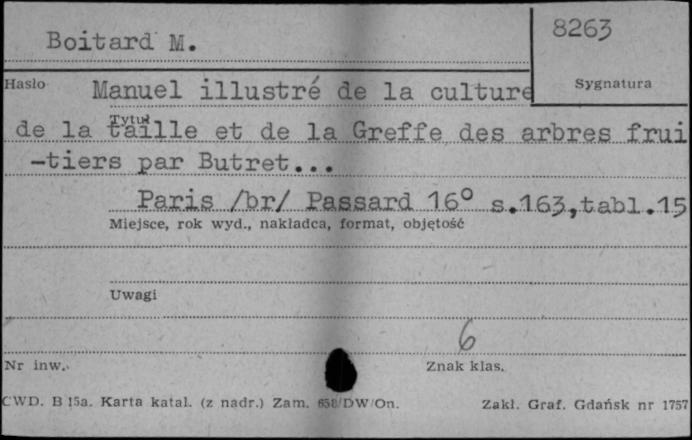 Boitard M.
8263
Hasło
Manuel illustré de la culture
Sygnatura
Tytuł
de la taille et de la Greffe des arbres frui
-tiers par Butret...
Paris /br/ Passard 16° s.163,tabl.15
Miejsce, rok wyd., nakładca, format, objętość
Uwagi
6
Nr inw.
Znak klas.
CWD. B 15a. Karta katal. (z nadr.) Zam. 658/DW/On.
Zakł. Graf. Gdańsk nr 1757